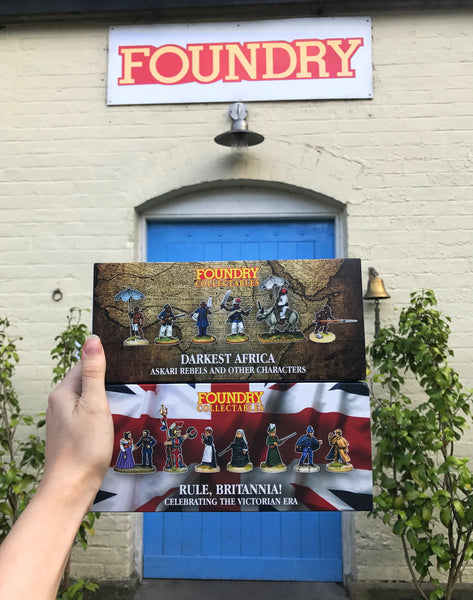 FOUNDRY
FOUNDRY
COLLECTABLES
DARKEST AFRICA
ASKARI REBELS AND OTHER CHARACTERS
FOUNDRY
COLLECTABLES
RULE, BRITANNIA!
CELEBRATING THE VICTORIAN ERA